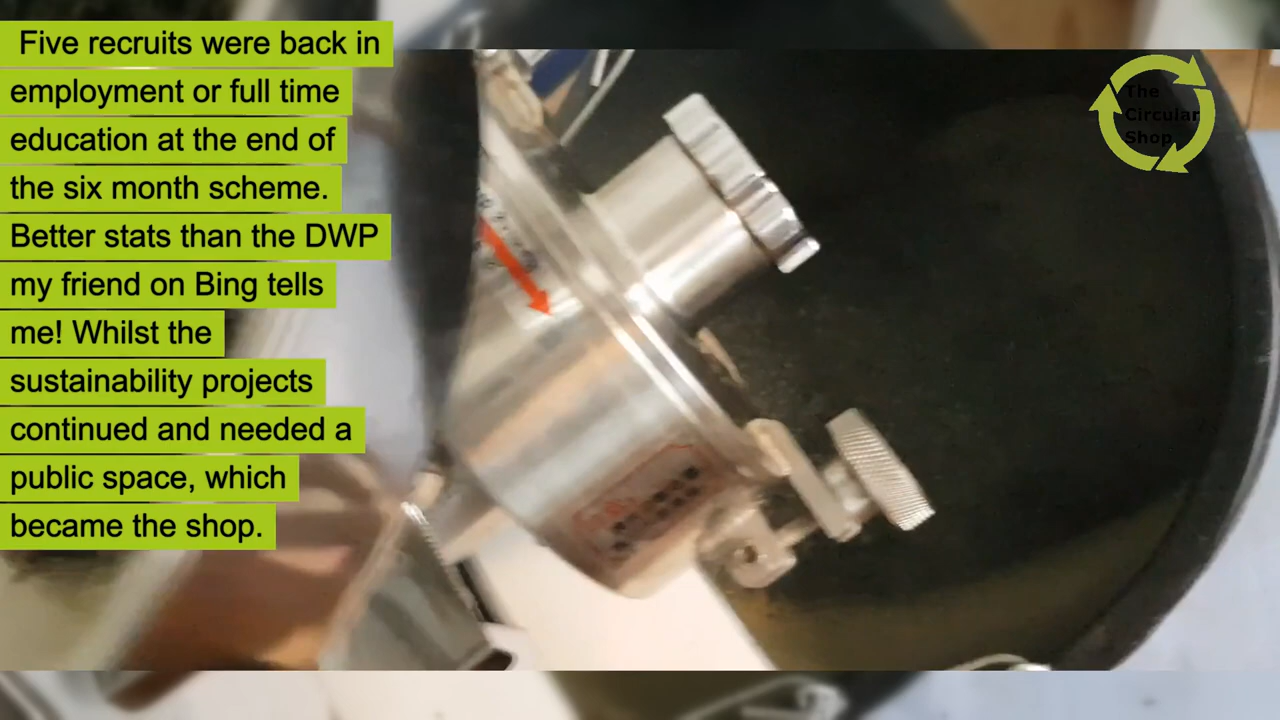 Five recruits were back in
employment or full time
education at the end of
the six month scheme.
Better stats than the DWP
my friend on Bing tells
me! Whilst the
sustainability projects
continued and needed a
public space, which
became the shop.
The
Circular
Shop